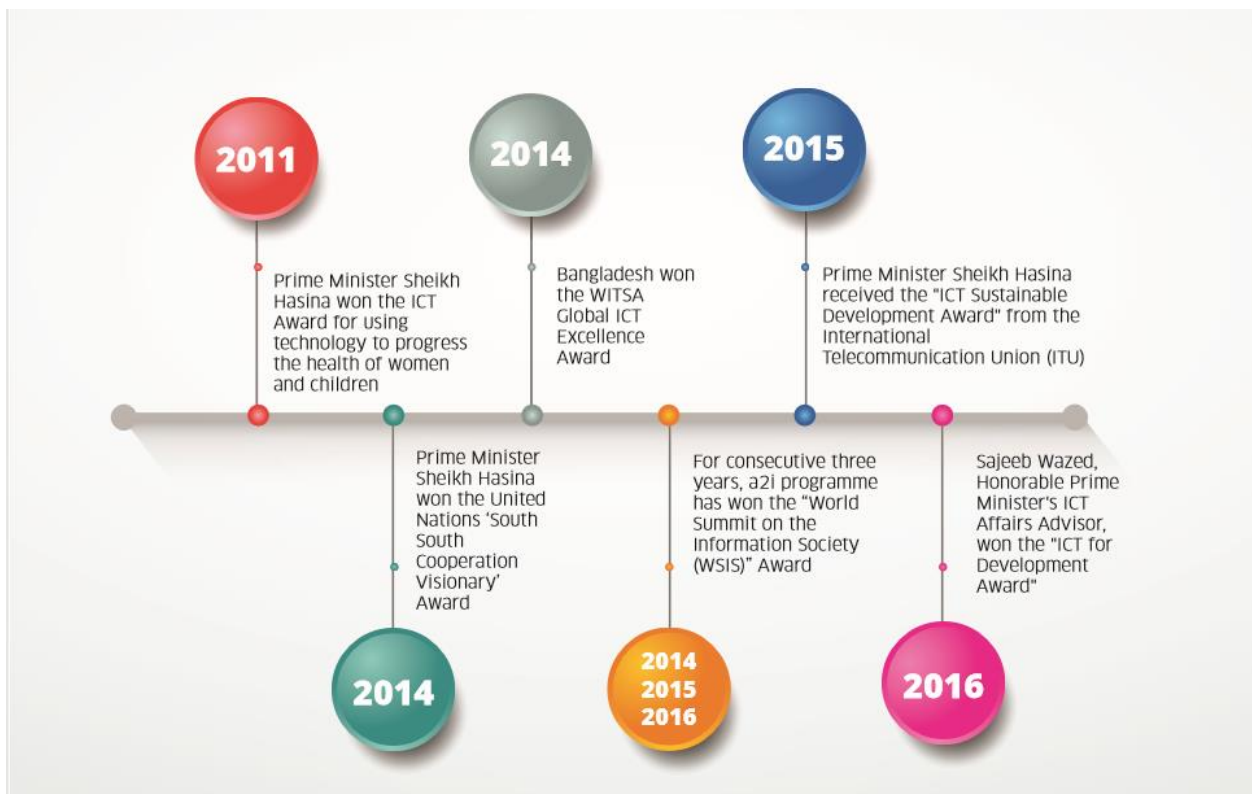 2011
Prime Minister Sheikh
Hasina won the ICT
Award for using
technology to progress
the health of women
and children
Prime Minister
Sheikh Hasina
won the United
Nations ‘South
South
Cooperation
Visionary’
Award
2014
2014
Bangladesh won
the WITSA
Global ICT
Excellence
Award
For consecutive three
years, a2i programme
has won the “World
Summit on the
Information Society
(WSIS)” Award
2014
2015
2016
2015
Prime Minister Sheikh Hasina
received the "ICT Sustainable
Development Award" from the
International
Telecommunication Union (ITU)
Sajeeb Wazed,
Honorable Prime
Minister's ICT
Affairs Advisor,
won the "ICT for
Development
Award"
2016